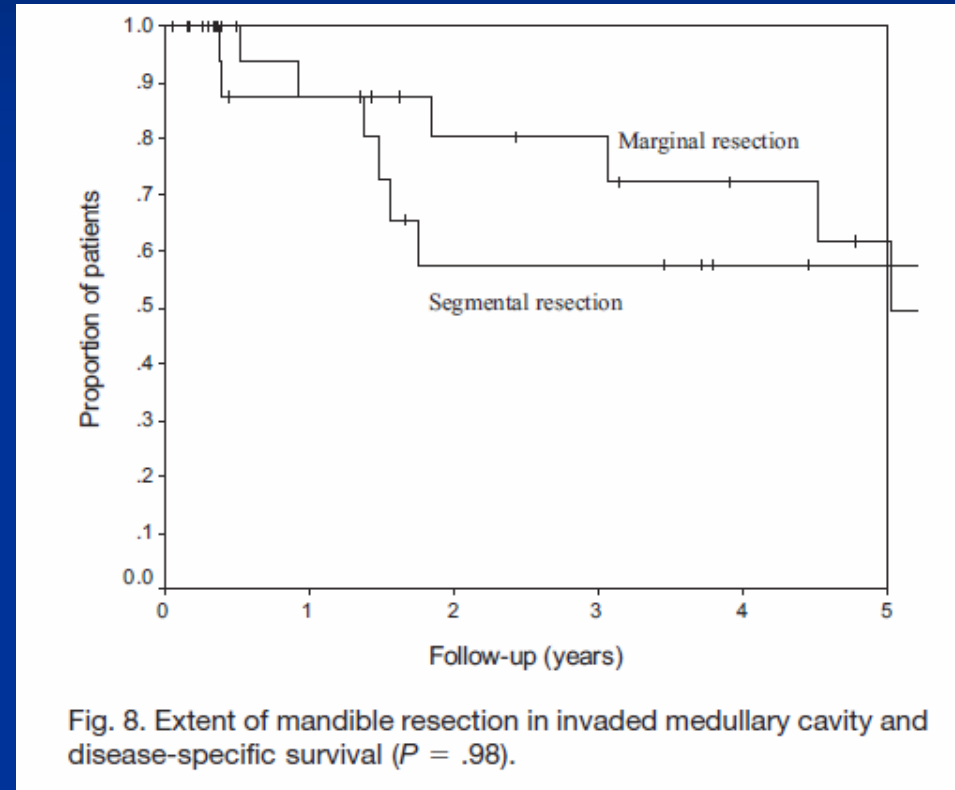 1.0
.9
.8
.7
.6
.5
.4
.3
.2
.1
0.0
Proportion of patients
Marginal resection
Segmental resection
0 1 2 3 4 5
Follow-up (years)
Fig. 8. Extent of mandible resection in invaded medullary cavity and
disease-specific survival (P = .98).